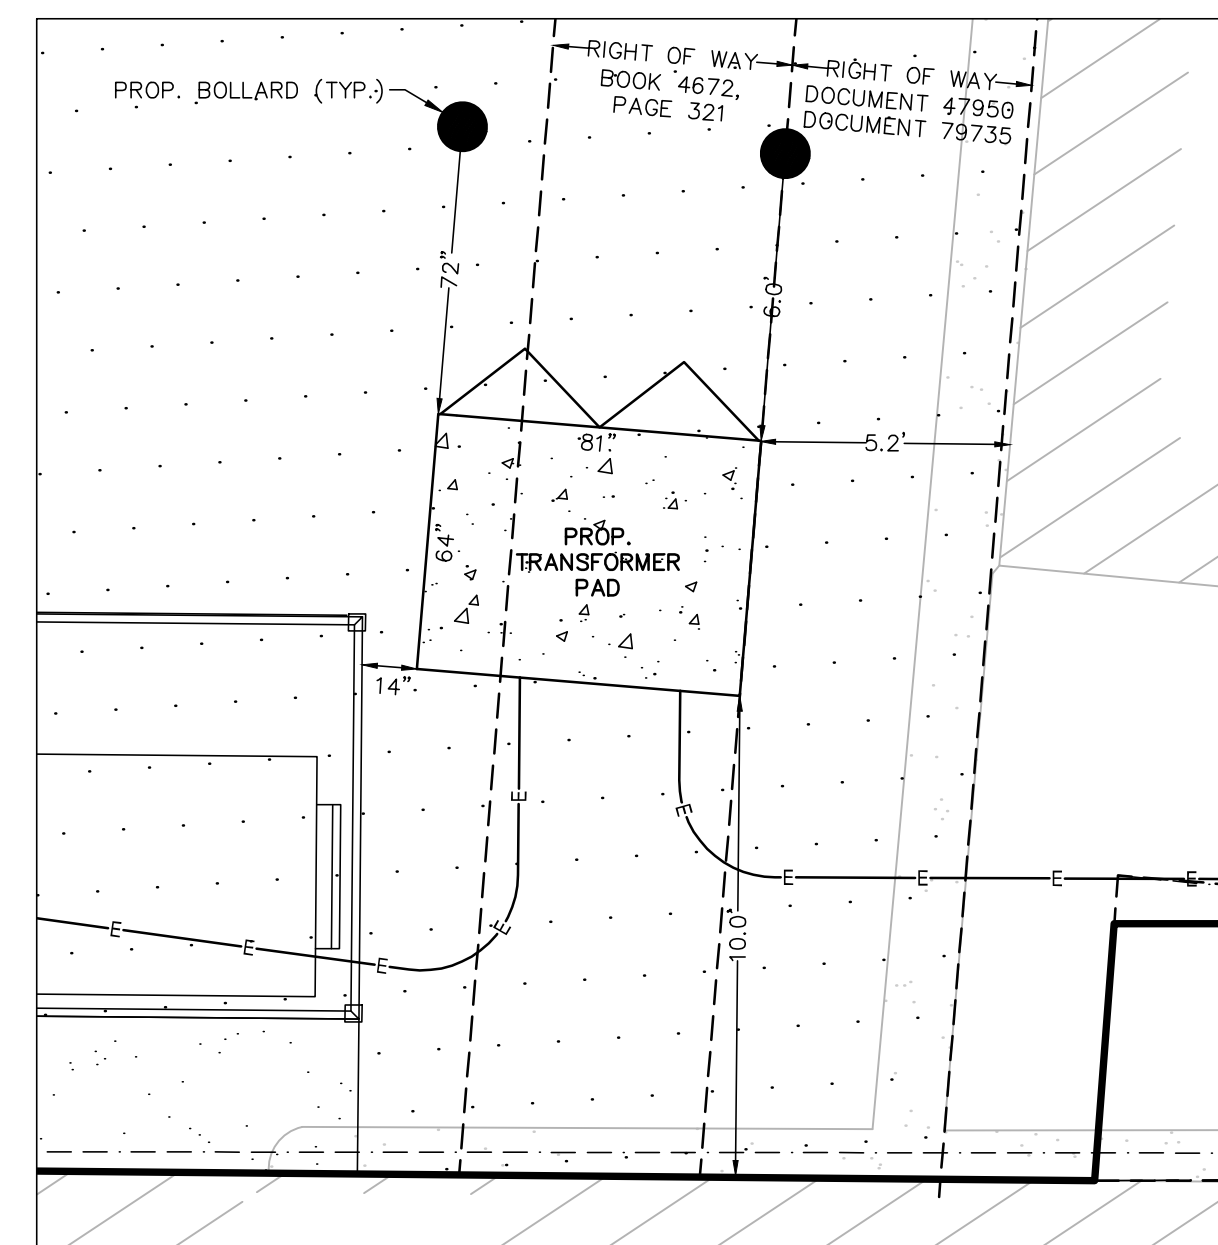 RIGHT OF WAY
BOOK 4672,
PAGE 321
RIGHT OF WAY
DOCUMENT 47950
DOCUMENT 79735
PROP. BOLLARD (TYP.)
72"
6.0'
81"
5.2'
64"
PROP.
TRANSFORMER
PAD
14"
E
E
E
E
E
E
E
E
E
E
10.0'